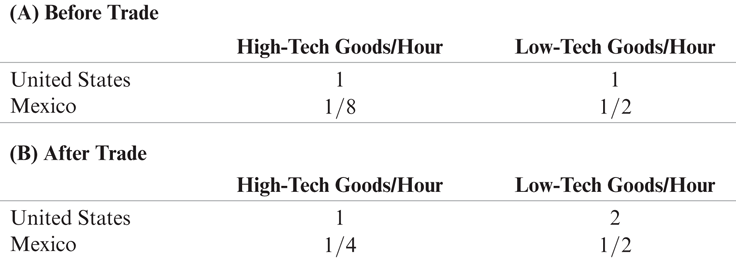 (A) Before Trade
High-Tech Goods/Hour Low-Tech Goods/Hour
United States 1 1
Mexico 1/8 1/2
(B) After Trade
High-Tech Goods/Hour Low-Tech Goods/Hour
United States 1 2
Mexico 1/4 1/2